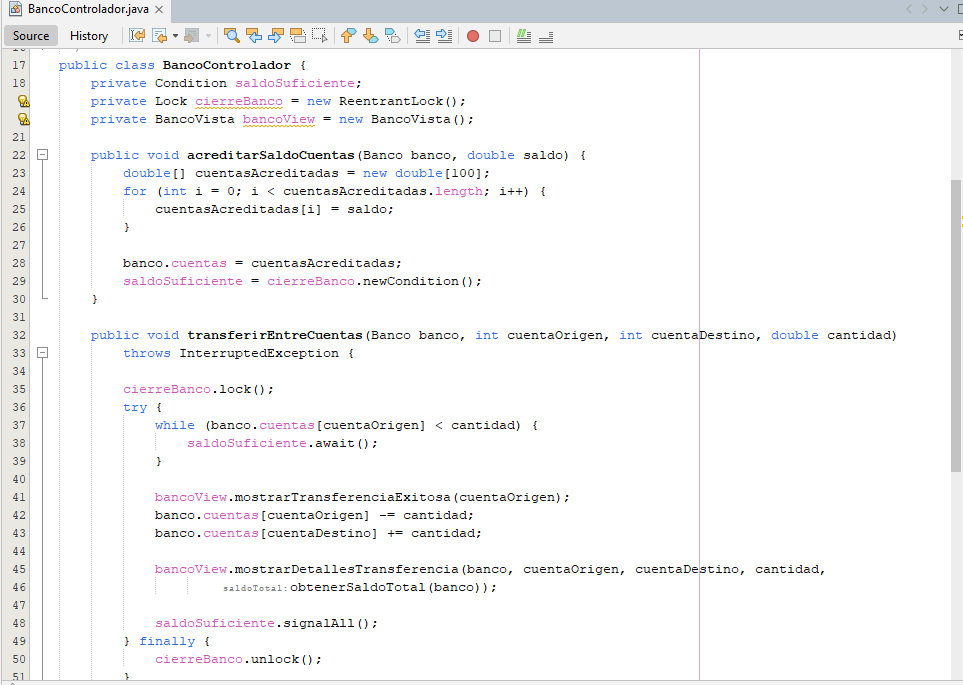 BancoControlador.java
Source History
17 public class BancoControlador {
18 private Condition saldoSuficiente;
private Lock cierreBanco = new ReentrantLock();
private BancoVista bancoView = new BancoVista();
21
22 public void acreditarSaldoCuentas(Banco banco, double saldo) {
23 double[] cuentasAcreditadas = new double[100];
24 for (int i = 0; i < cuentasAcreditadas.length; i++) {
25 cuentasAcreditadas[i] = saldo;
26 }
27
28 banco.cuentas = cuentasAcreditadas;
29 saldoSuficiente = cierreBanco.newCondition();
30 }
31
32 public void transferirEntreCuentas(Banco banco, int cuentaOrigen, int cuentaDestino, double cantidad)
33 throws InterruptedException {
34
35 cierreBanco.lock();
36 try {
37 while (banco.cuentas[cuentaOrigen] < cantidad) {
38 saldoSuficiente.await();
39 }
40
41 bancoView.mostrarTransferenciaExitosa(cuentaOrigen);
42 banco.cuentas[cuentaOrigen] -= cantidad;
43 banco.cuentas[cuentaDestino] += cantidad;
44
45 bancoView.mostrarDetallesTransferencia(banco, cuentaOrigen, cuentaDestino, cantidad,
46 saldoTotal: obtenerSaldoTotal(banco));
47
48 saldoSuficiente.signalAll();
49 } finally {
50 cierreBanco.unlock();
51 }